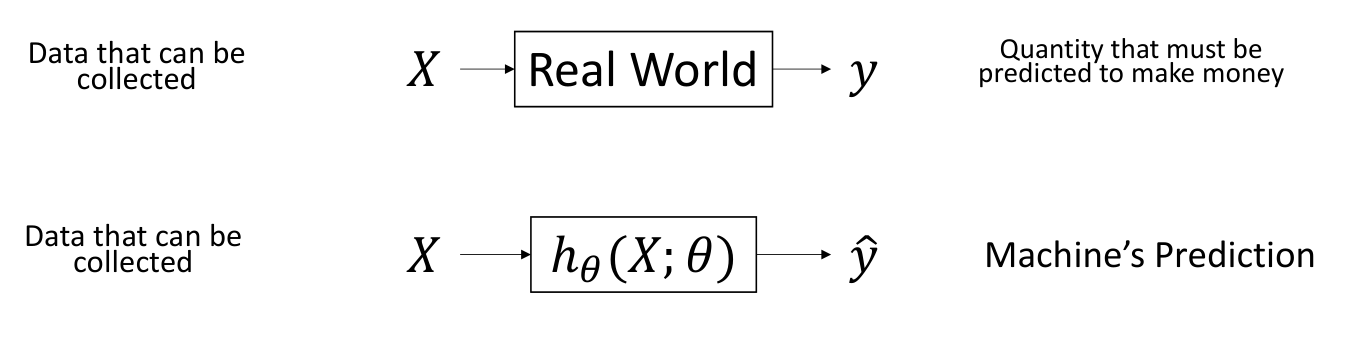 Data that can be
collected
X
Real World
y
Quantity that must be
predicted to make money
Data that can be
collected
X
h_θ(X; θ)
ŷ
Machine’s Prediction